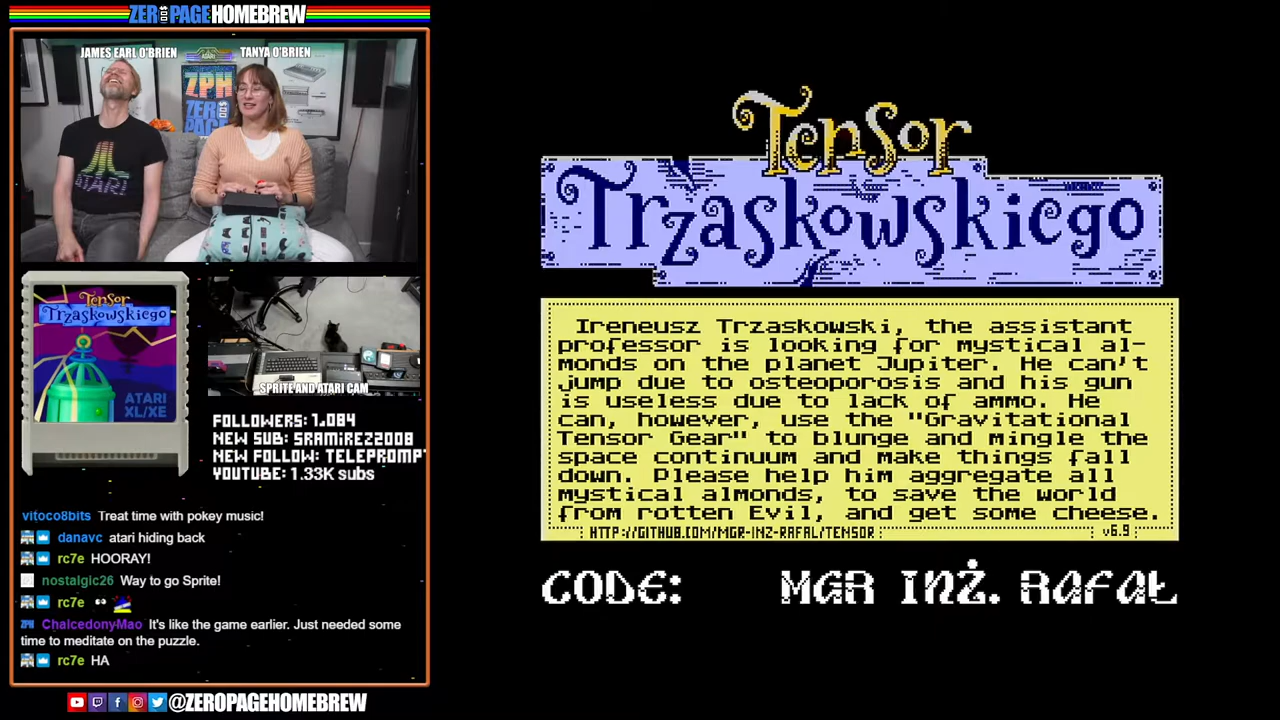 ZEROPAGE HOMEBREW
JAMES EARL O'BRIEN
TANYA O'BRIEN
ZPH
ZERO
PAGE
ATARI
Tensor
Trzaskowskiego
ATARI
XL/XE
SPRITE AND ATARI CAM
FOLLOWERS: 1,084
NEW SUB: SRAMIREZ2008
NEW FOLLOW: TELEPROMPT
YOUTUBE: 1.33K subs
vitoco8bits Treat time with pokey music!
danavc atari hiding back
rc7e HOORAY!
nostalgic26 Way to go Sprite!
rc7e
ChalcedonyMao It's like the game earlier. Just needed some
time to meditate on the puzzle.
rc7e HA
@ZEROPAGEHOMEBREW
Tensor
Trzaskowskiego
Ireneusz Trzaskowski, the assistant
professor is looking for mystical al-
monds on the planet Jupiter. He can't
jump due to osteoporosis and his gun
is useless due to lack of ammo. He
can, however, use the "Gravitational
Tensor Gear" to blunge and mingle the
space continuum and make things fall
down. Please help him aggregate all
mystical almonds, to save the world
from rotten Evil, and get some cheese.
HTTP://GITHUB.COM/MGR-INZ-RAFAL/TENSOR
v6.9
CODE: MGR INŻ. RAFAŁ